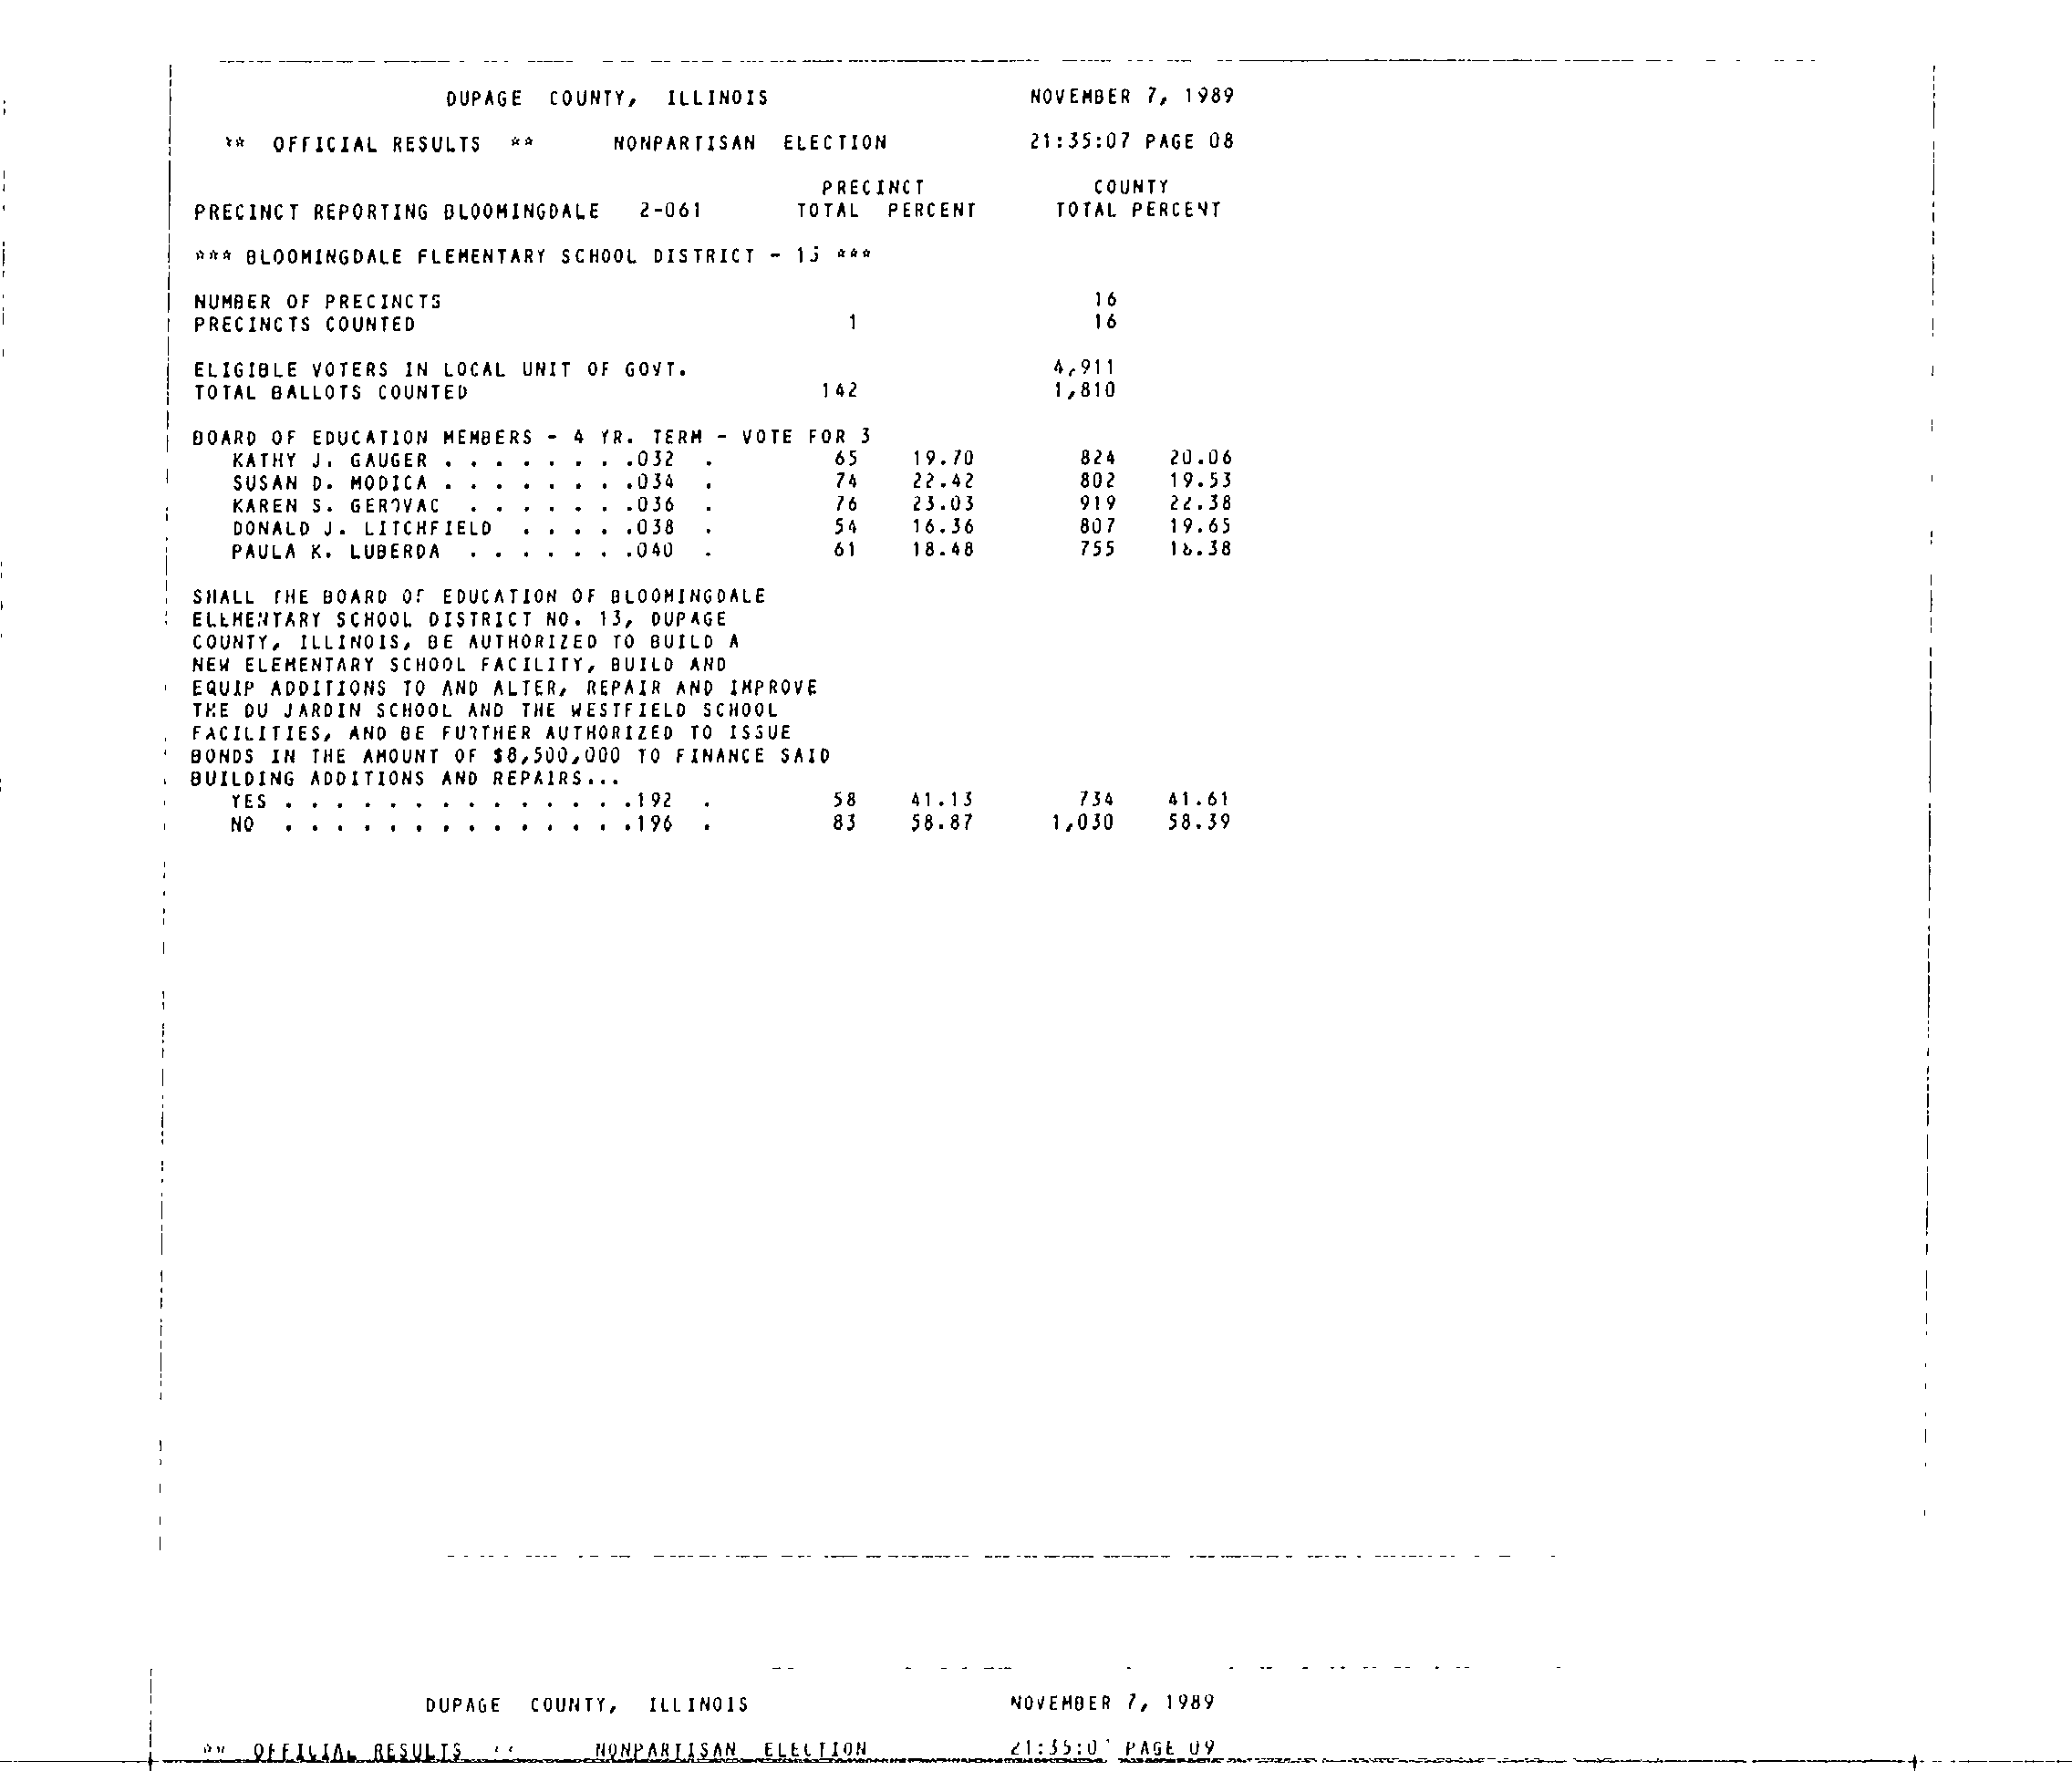 DUPAGE COUNTY, ILLINOIS NOVEMBER 7, 1989
** OFFICIAL RESULTS ** NONPARTISAN ELECTION 21:35:07 PAGE 08
PRECINCT COUNTY
PRECINCT REPORTING BLOOMINGDALE 2-061 TOTAL PERCENT TOTAL PERCENT
*** BLOOMINGDALE ELEMENTARY SCHOOL DISTRICT - 13 ***
NUMBER OF PRECINCTS 16
PRECINCTS COUNTED 1 16
ELIGIBLE VOTERS IN LOCAL UNIT OF GOVT. 4,911
TOTAL BALLOTS COUNTED 142 1,810
BOARD OF EDUCATION MEMBERS - 4 YR. TERM - VOTE FOR 3
KATHY J. GAUGER . . . . . . . .032 . 65 19.70 824 20.06
SUSAN D. MODICA . . . . . . . .034 . 74 22.42 802 19.53
KAREN S. GEROVAC . . . . . . .036 . 76 23.03 919 22.38
DONALD J. LITCHFIELD . . . . .038 . 54 16.36 807 19.65
PAULA K. LUBERDA . . . . . . .040 . 61 18.48 755 18.38
SHALL THE BOARD OF EDUCATION OF BLOOMINGDALE
ELEMENTARY SCHOOL DISTRICT NO. 13, DUPAGE
COUNTY, ILLINOIS, BE AUTHORIZED TO BUILD A
NEW ELEMENTARY SCHOOL FACILITY, BUILD AND
EQUIP ADDITIONS TO AND ALTER, REPAIR AND IMPROVE
THE DU JARDIN SCHOOL AND THE WESTFIELD SCHOOL
FACILITIES, AND BE FURTHER AUTHORIZED TO ISSUE
BONDS IN THE AMOUNT OF $8,500,000 TO FINANCE SAID
BUILDING ADDITIONS AND REPAIRS...
YES . . . . . . . . . . . . . .192 . 58 41.13 734 41.61
NO . . . . . . . . . . . . . .196 . 83 58.87 1,030 58.39
DUPAGE COUNTY, ILLINOIS NOVEMBER 7, 1989
** OFFICIAL RESULTS NONPARTISAN ELECTION PAGE 09